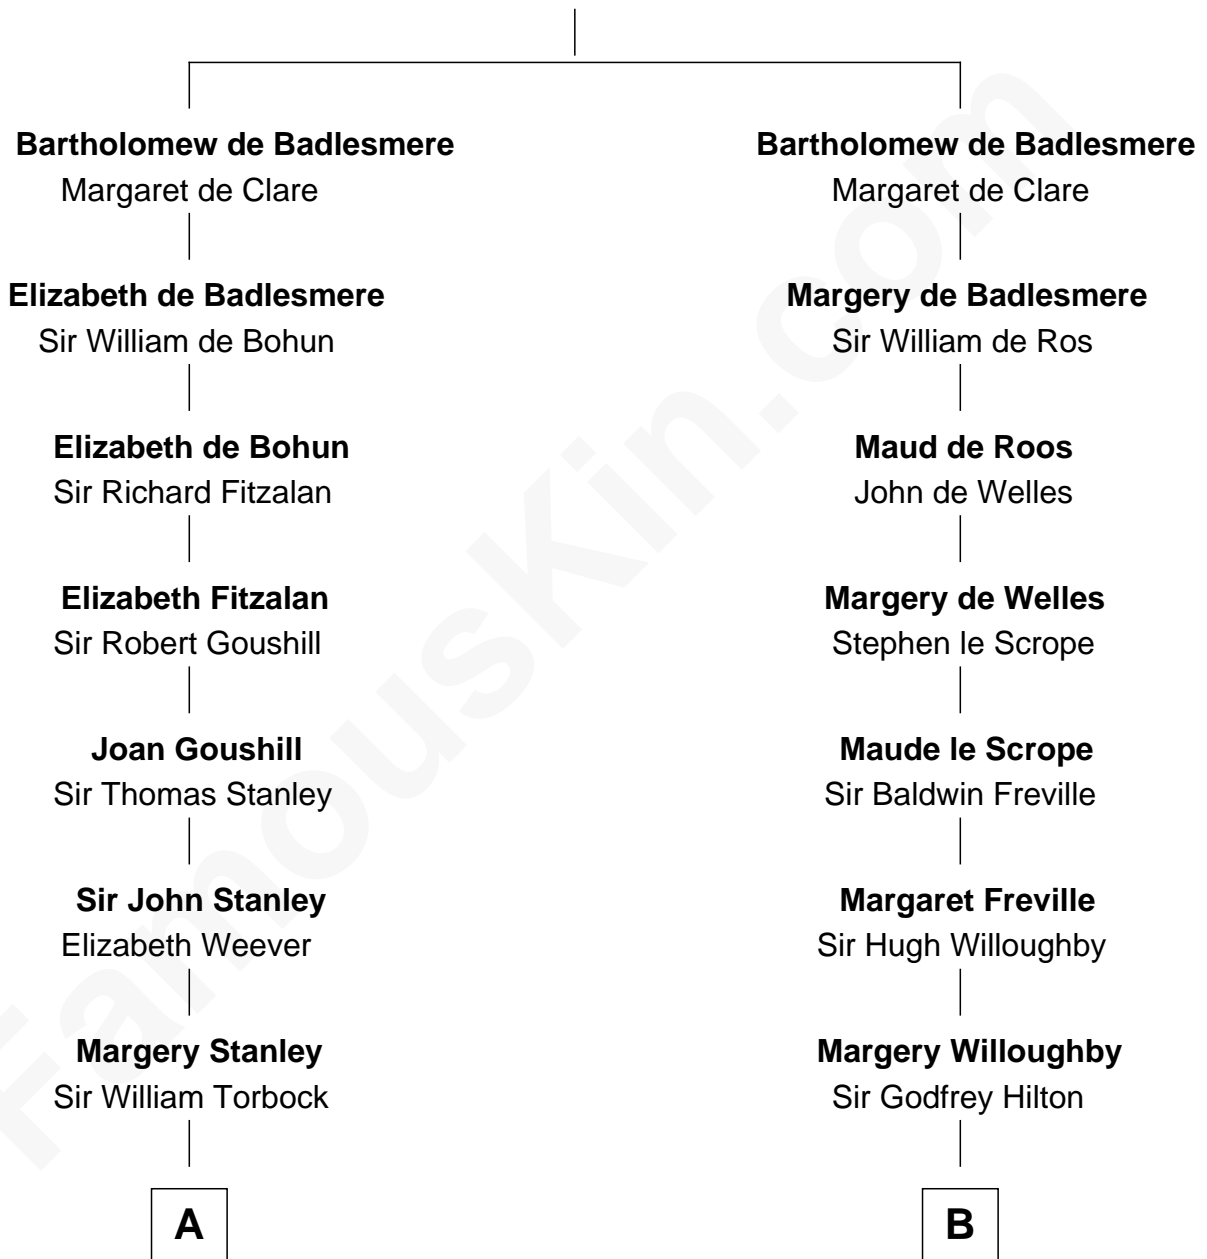 Bartholomew de Badlesmere
Margaret de Clare
Elizabeth de Badlesmere
Sir William de Bohun
Elizabeth de Bohun
Sir Richard Fitzalan
Elizabeth Fitzalan
Sir Robert Goushill
Joan Goushill
Sir Thomas Stanley
Sir John Stanley
Elizabeth Weever
Margery Stanley
Sir William Torbock
A
Bartholomew de Badlesmere
Margaret de Clare
Margery de Badlesmere
Sir William de Ros
Maud de Roos
John de Welles
Margery de Welles
Stephen le Scrope
Maude le Scrope
Sir Baldwin Freville
Margaret Freville
Sir Hugh Willoughby
Margery Willoughby
Sir Godfrey Hilton
B
FamousKin.com